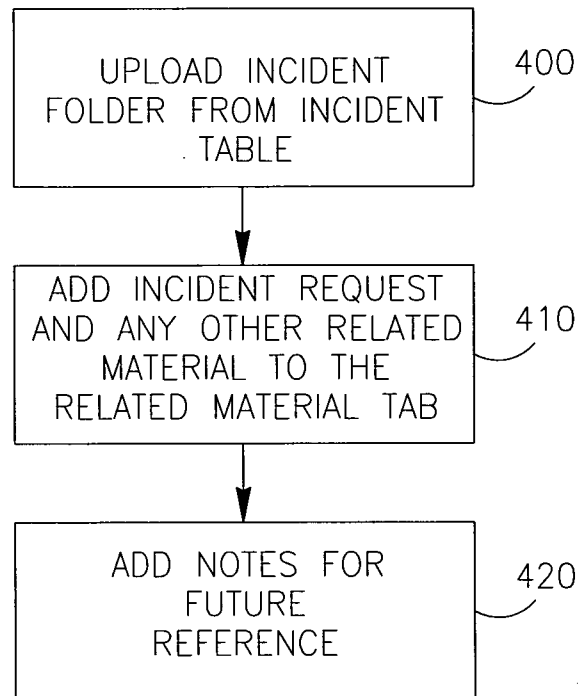 UPLOAD INCIDENT
FOLDER FROM INCIDENT
TABLE
400
ADD INCIDENT REQUEST
AND ANY OTHER RELATED
MATERIAL TO THE
RELATED MATERIAL TAB
410
ADD NOTES FOR
FUTURE
REFERENCE
420